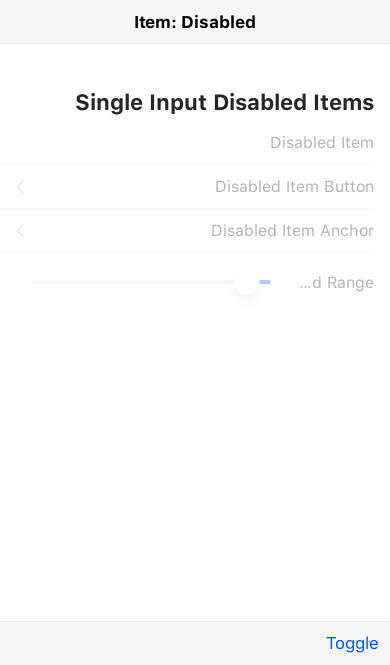 Item: Disabled
Single Input Disabled Items
Disabled Item
Disabled Item Button
Disabled Item Anchor
...d Range
Toggle